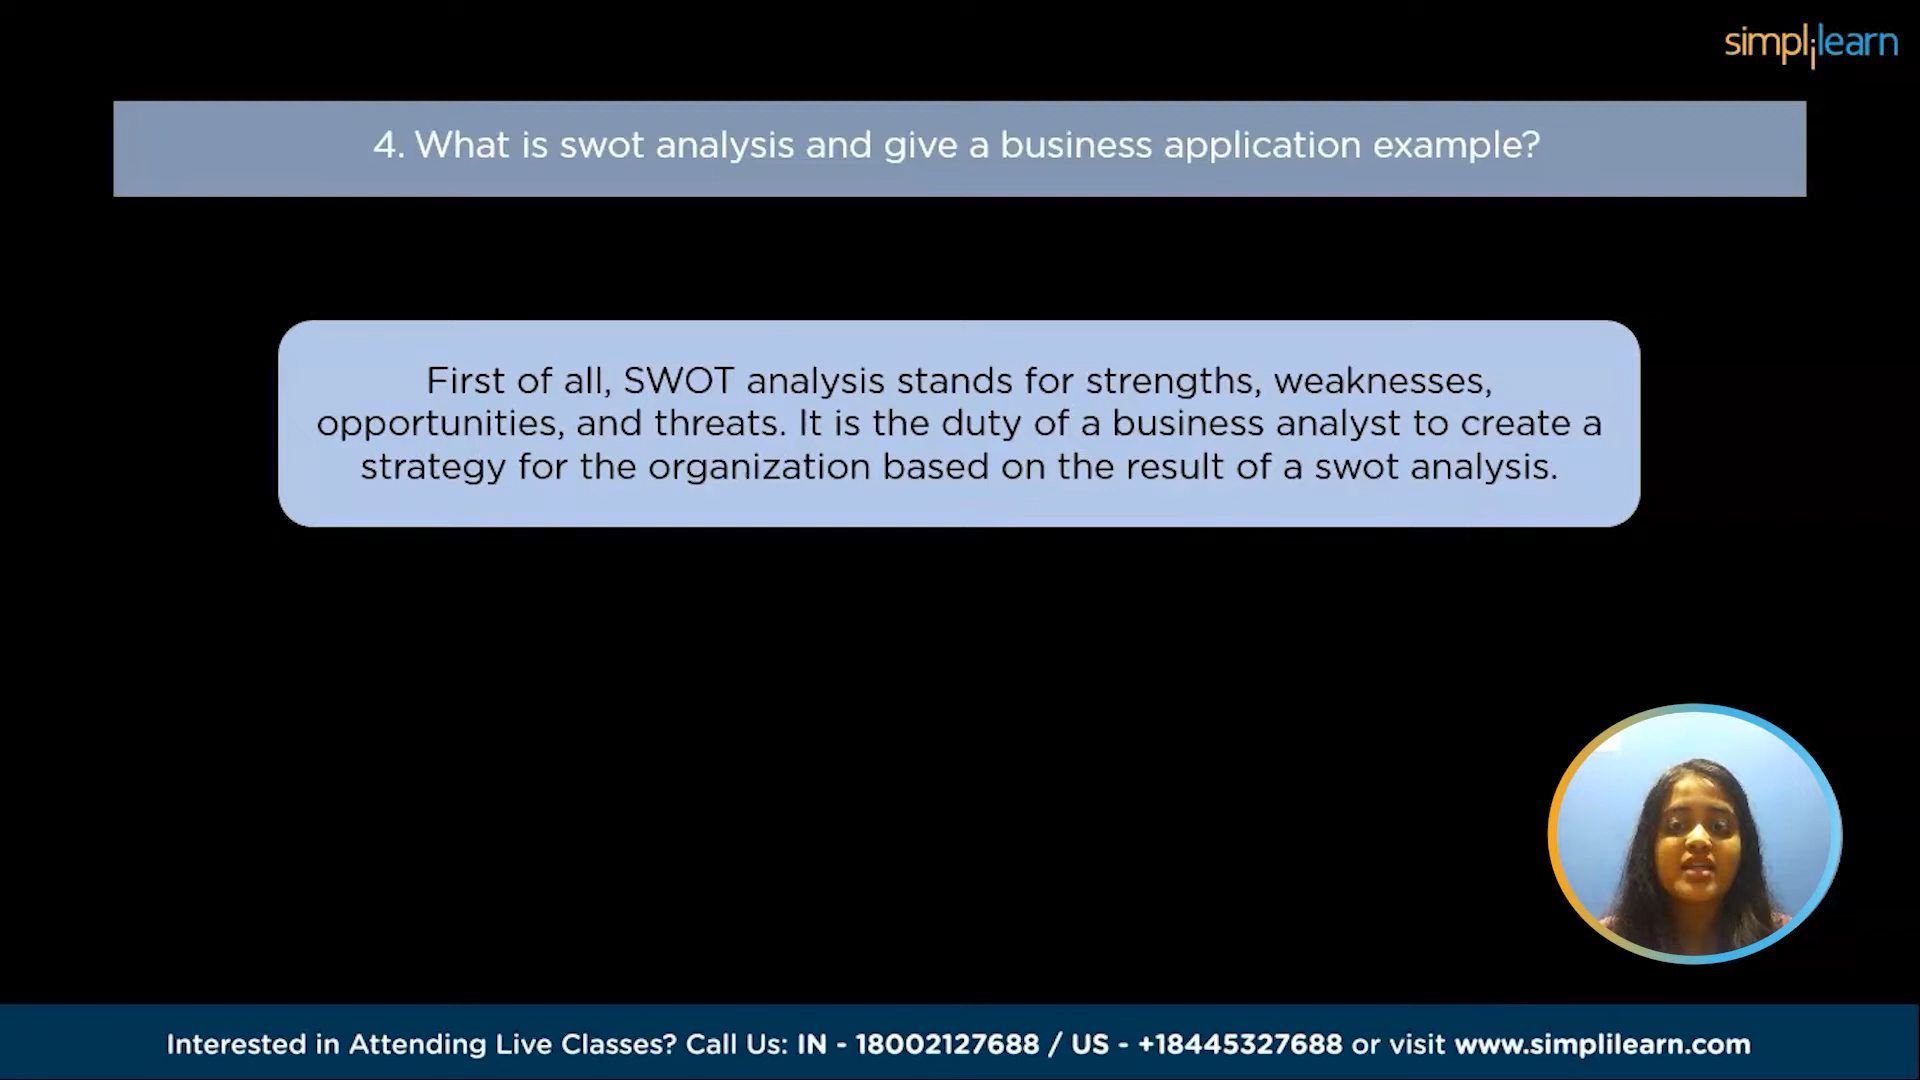 simplilearn
4. What is swot analysis and give a business application example?
First of all, SWOT analysis stands for strengths, weaknesses,
opportunities, and threats. It is the duty of a business analyst to create a
strategy for the organization based on the result of a swot analysis.
Interested in Attending Live Classes? Call Us: IN - 18002127688 / US - +18445327688 or visit www.simplilearn.com